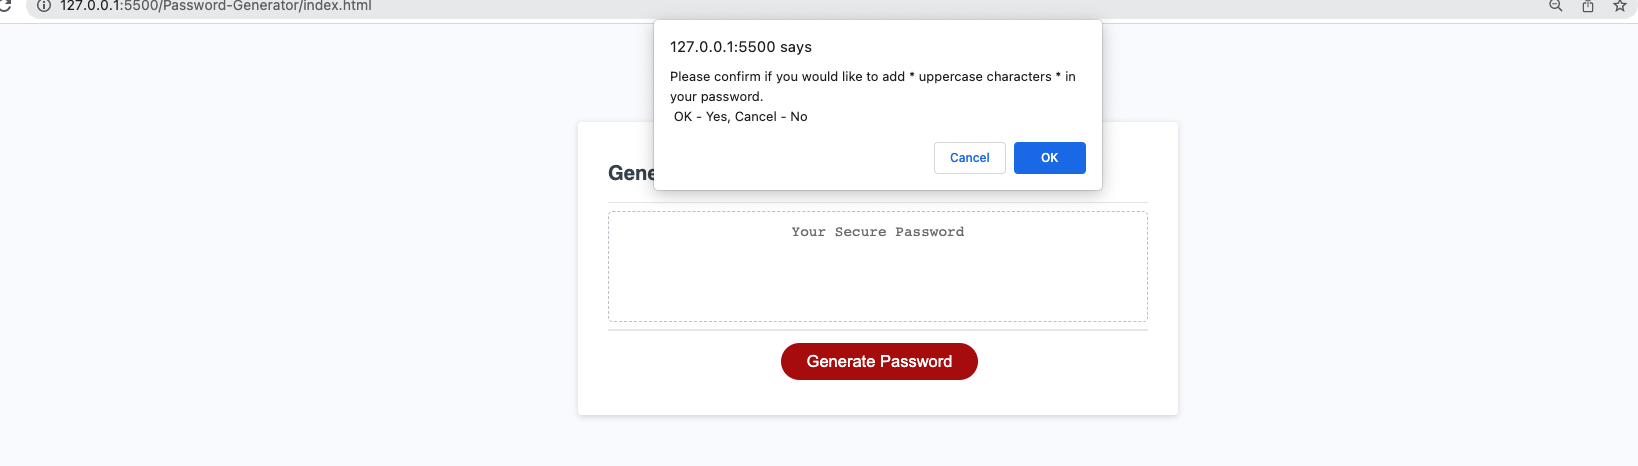 127.0.0.1:5500/Password-Generator/index.html
127.0.0.1:5500 says
Please confirm if you would like to add * uppercase characters * in
your password.
OK - Yes, Cancel - No
Cancel
OK
Gene
Your Secure Password
Generate Password